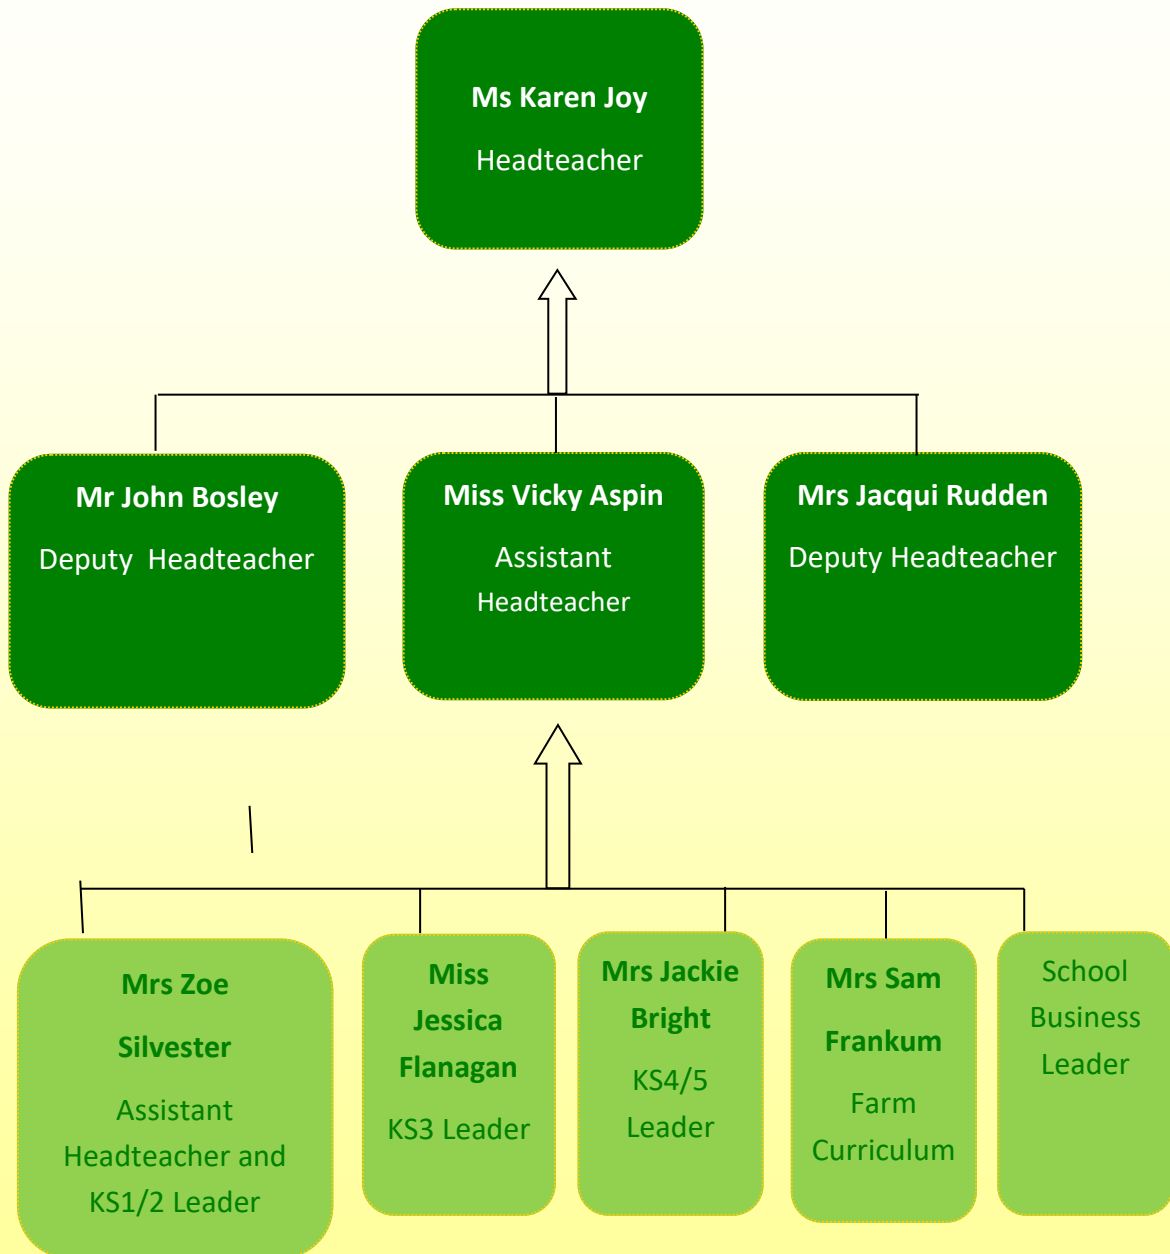 Ms Karen Joy
Headteacher
Mr John Bosley
Deputy  Headteacher
Miss Vicky Aspin
Assistant
Headteacher
Mrs Jacqui Rudden
Deputy Headteacher
Mrs Zoe
Silvester
Assistant
Headteacher and
KS1/2 Leader
Miss
Jessica
Flanagan
KS3 Leader
Mrs Jackie
Bright
KS4/5
Leader
Mrs Sam
Frankum
Farm
Curriculum
School
Business
Leader